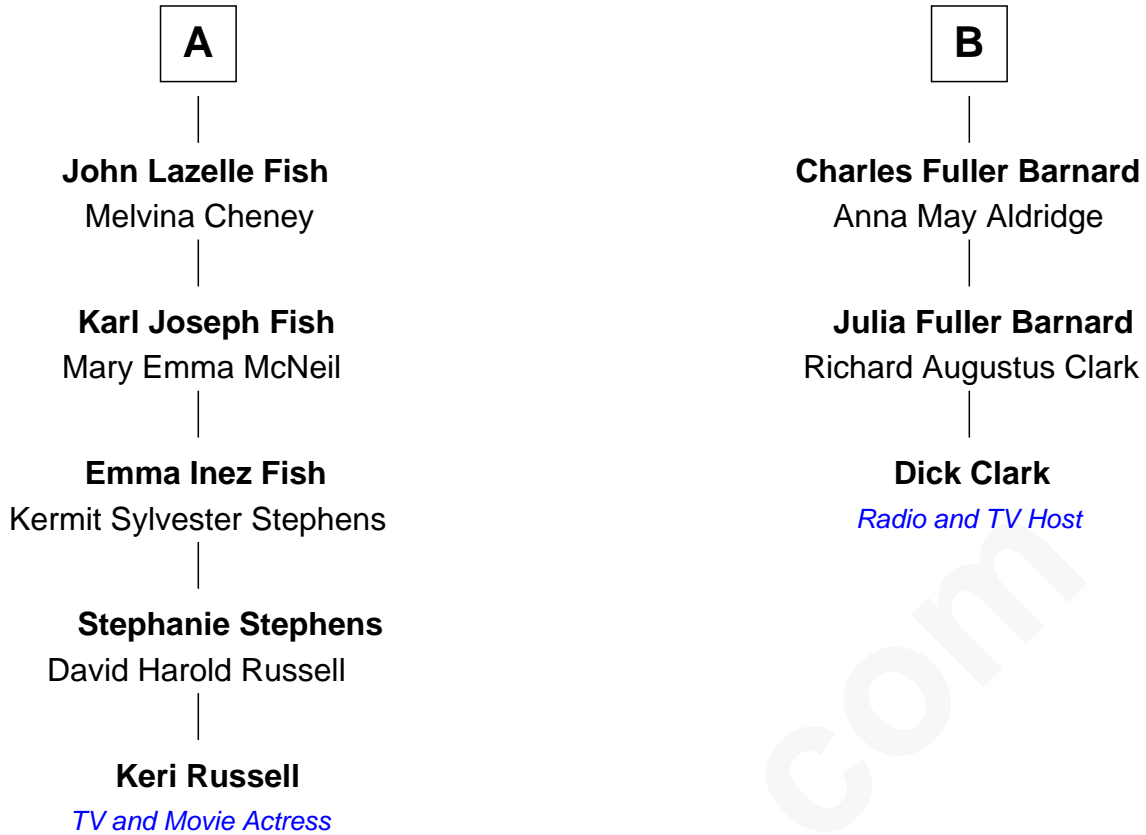 A
John Lazelle Fish
Melvina Cheney
Karl Joseph Fish
Mary Emma McNeil
Emma Inez Fish
Kermit Sylvester Stephens
Stephanie Stephens
David Harold Russell
Keri Russell
TV and Movie Actress
B
Charles Fuller Barnard
Anna May Aldridge
Julia Fuller Barnard
Richard Augustus Clark
Dick Clark
Radio and TV Host
com